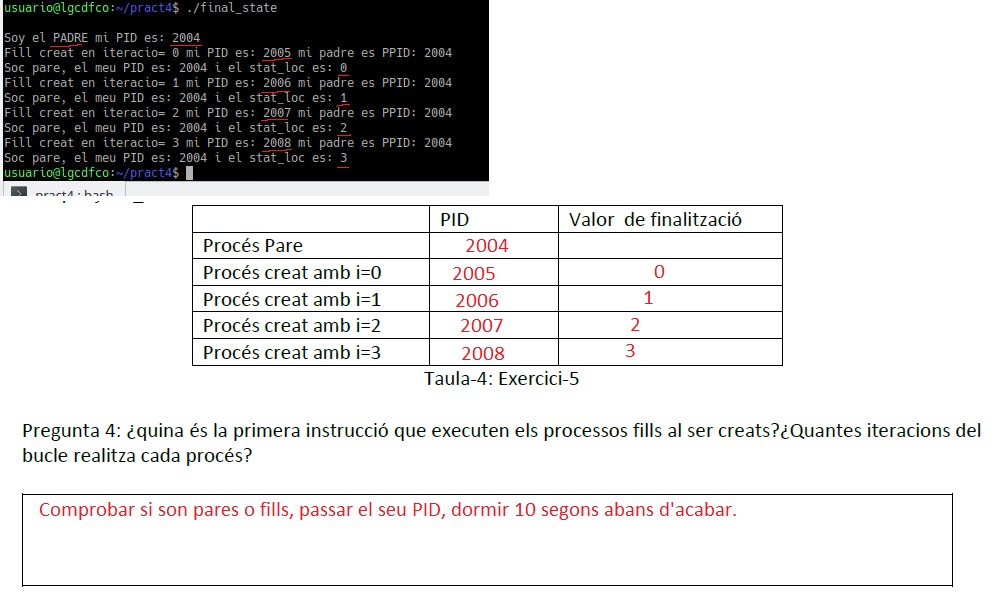 usuario@lgcdfco:~/pract4$ ./final_state
Soy el PADRE mi PID es: 2004
Fill creat en iteracio= 0 mi PID es: 2005 mi padre es PPID: 2004
Soc pare, el meu PID es: 2004 i el stat_loc es: 0
Fill creat en iteracio= 1 mi PID es: 2006 mi padre es PPID: 2004
Soc pare, el meu PID es: 2004 i el stat_loc es: 1
Fill creat en iteracio= 2 mi PID es: 2007 mi padre es PPID: 2004
Soc pare, el meu PID es: 2004 i el stat_loc es: 2
Fill creat en iteracio= 3 mi PID es: 2008 mi padre es PPID: 2004
Soc pare, el meu PID es: 2004 i el stat_loc es: 3
usuario@lgcdfco:~/pract4$
pract4 : bash
PID Valor de finalització
Procés Pare 2004
Procés creat amb i=0 2005 0
Procés creat amb i=1 2006 1
Procés creat amb i=2 2007 2
Procés creat amb i=3 2008 3
Taula-4: Exercici-5
Pregunta 4: ¿quina és la primera instrucció que executen els processos fills al ser creats?¿Quantes iteracions del
bucle realitza cada procés?
Comprobar si son pares o fills, passar el seu PID, dormir 10 segons abans d'acabar.